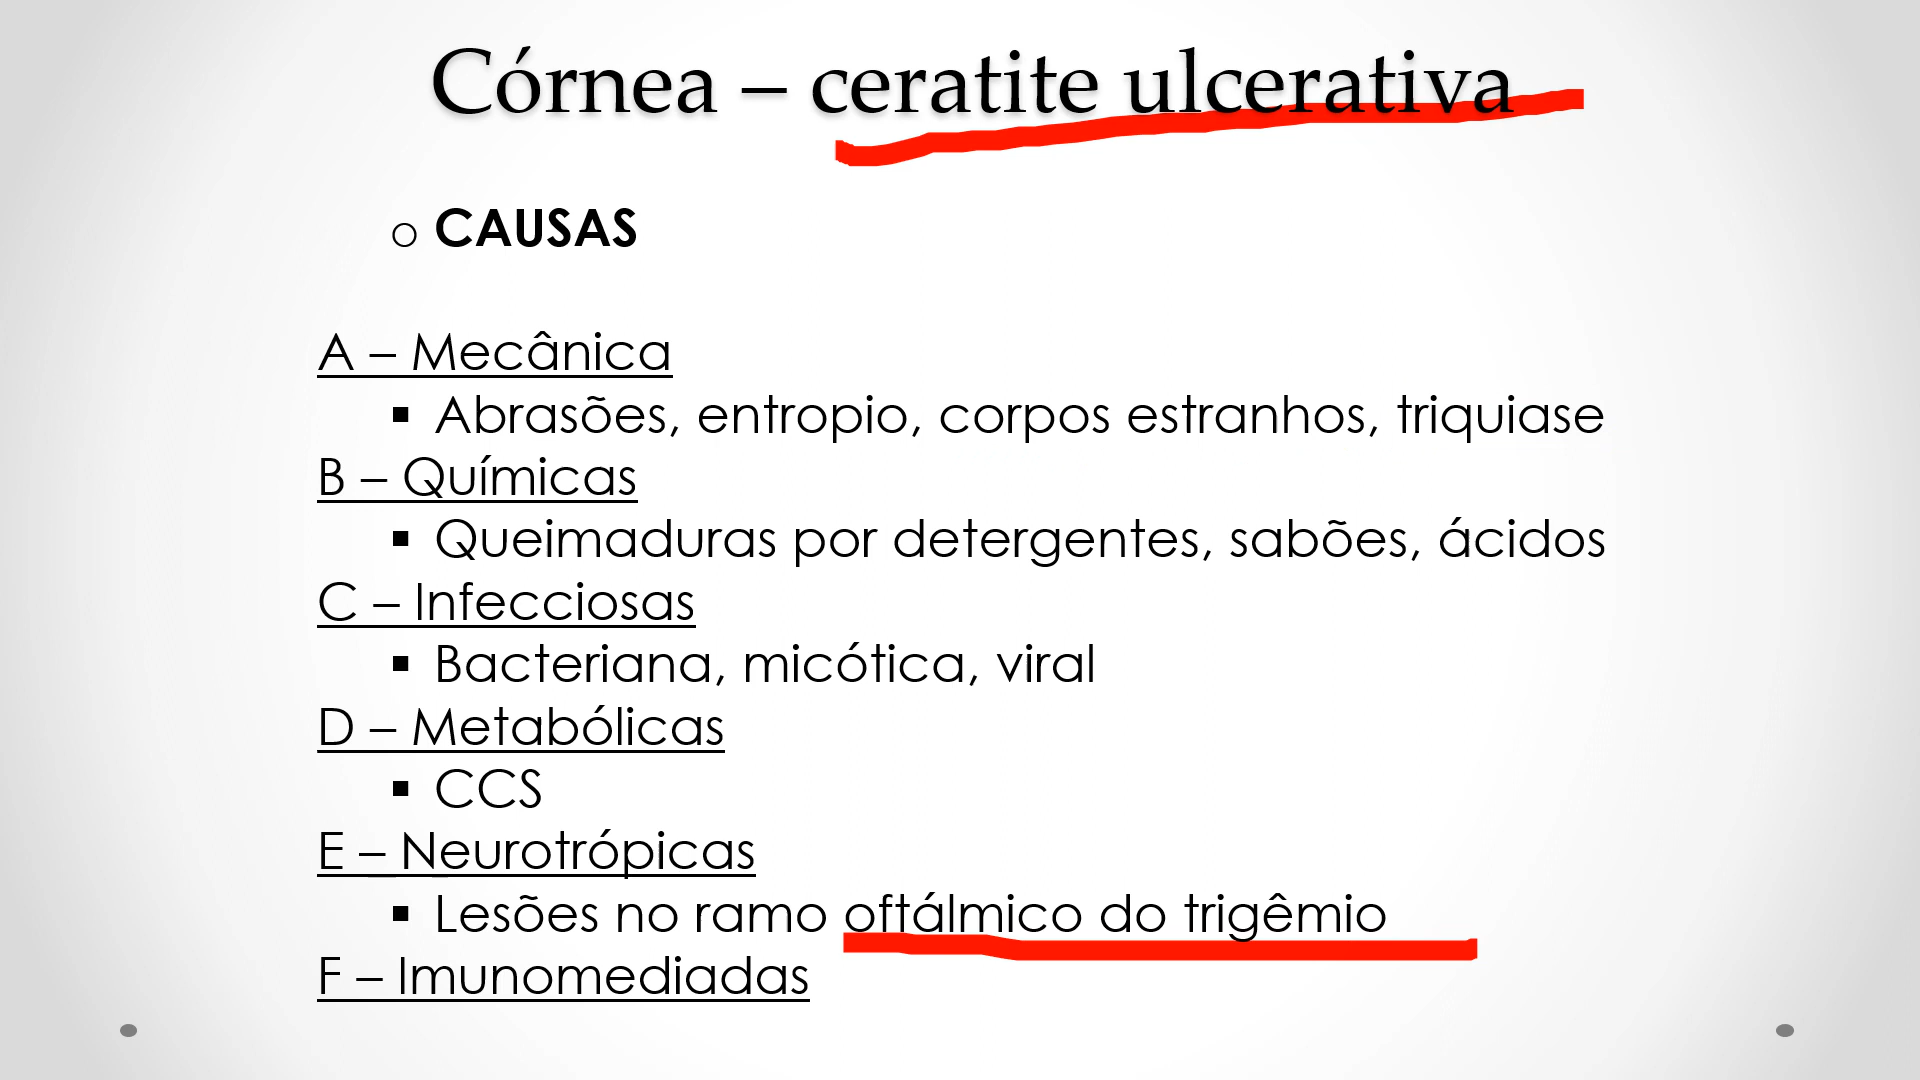 Córnea – ceratite ulcerativa
o CAUSAS
A – Mecânica
▪ Abrasões, entropio, corpos estranhos, triquiase
B – Químicas
▪ Queimaduras por detergentes, sabões, ácidos
C – Infecciosas
▪ Bacteriana, micótica, viral
D – Metabólicas
▪ CCS
E – Neurotrópicas
▪ Lesões no ramo oftálmico do trigêmio
F – Imunomediadas